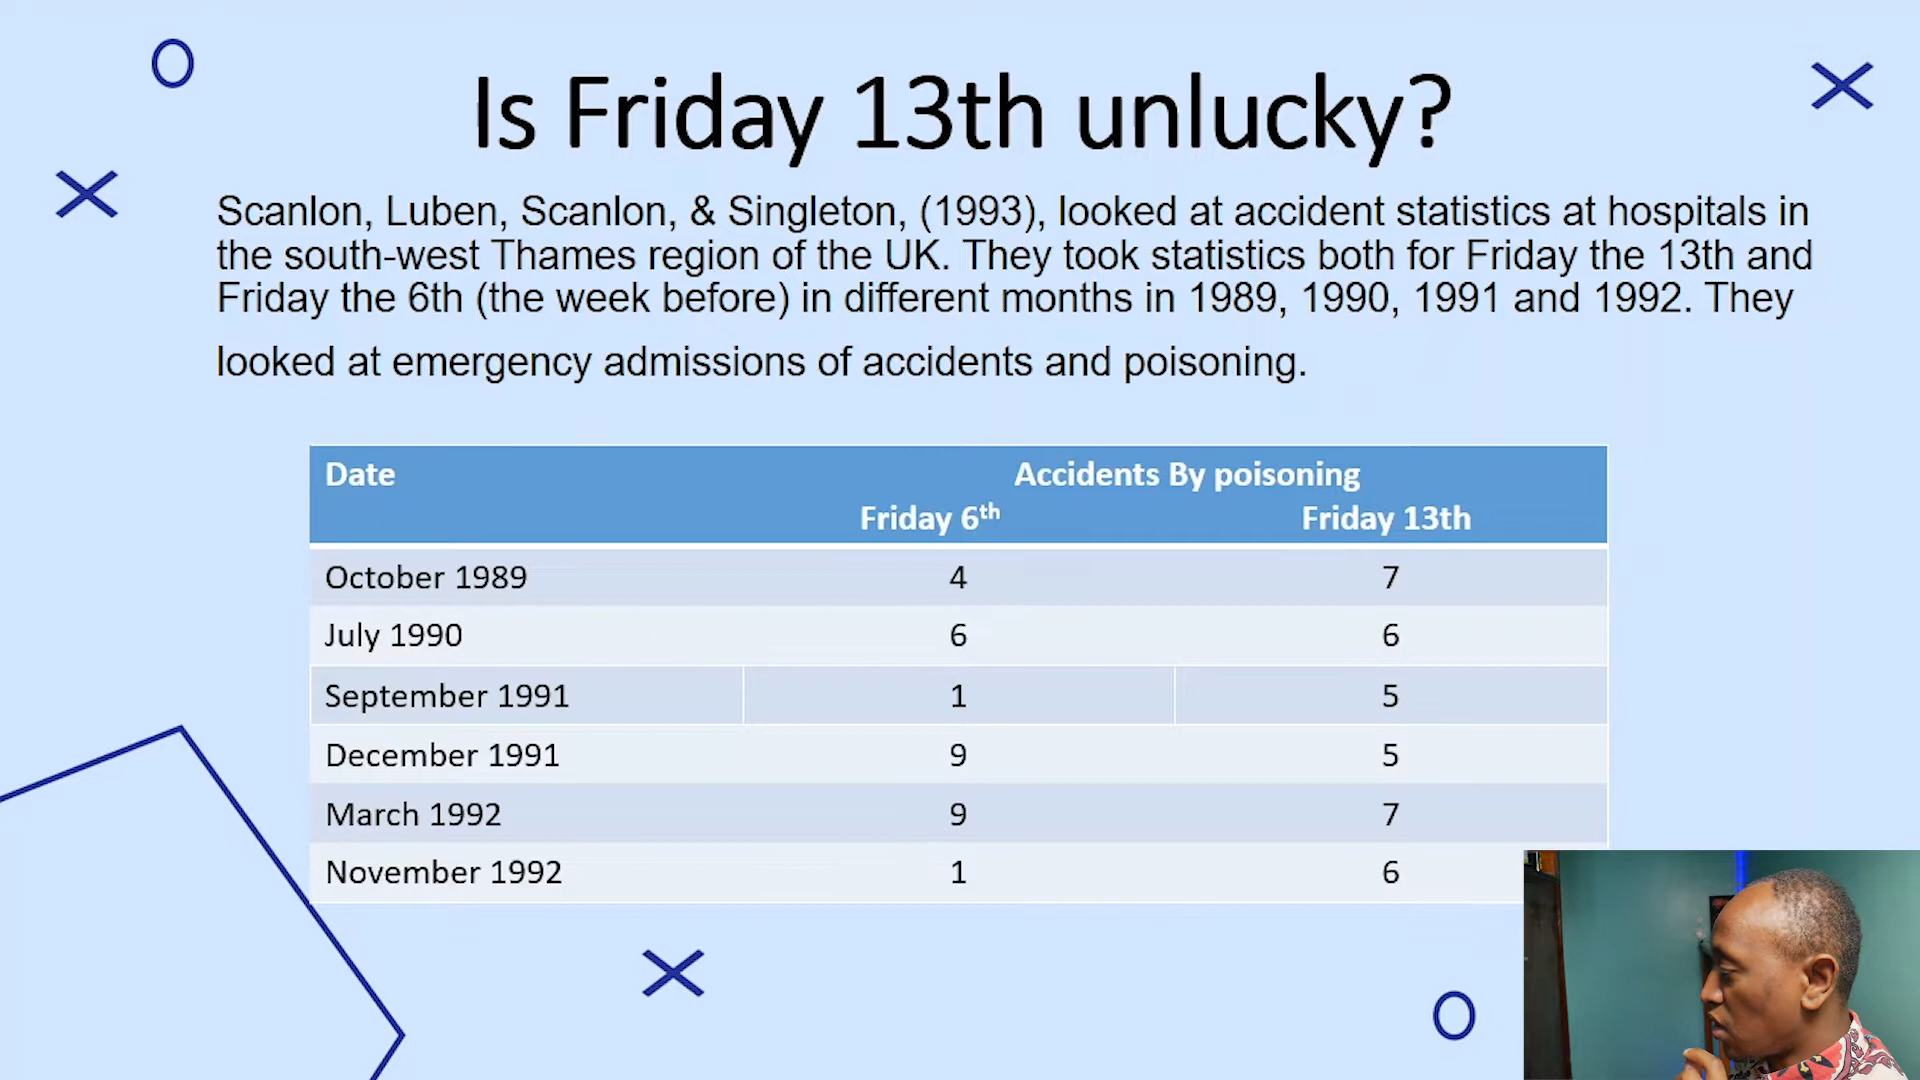 Is Friday 13th unlucky?
Scanlon, Luben, Scanlon, & Singleton, (1993), looked at accident statistics at hospitals in
the south-west Thames region of the UK. They took statistics both for Friday the 13th and
Friday the 6th (the week before) in different months in 1989, 1990, 1991 and 1992. They
looked at emergency admissions of accidents and poisoning.
Date Accidents By poisoning
Friday 6th Friday 13th
October 1989 4 7
July 1990 6 6
September 1991 1 5
December 1991 9 5
March 1992 9 7
November 1992 1 6